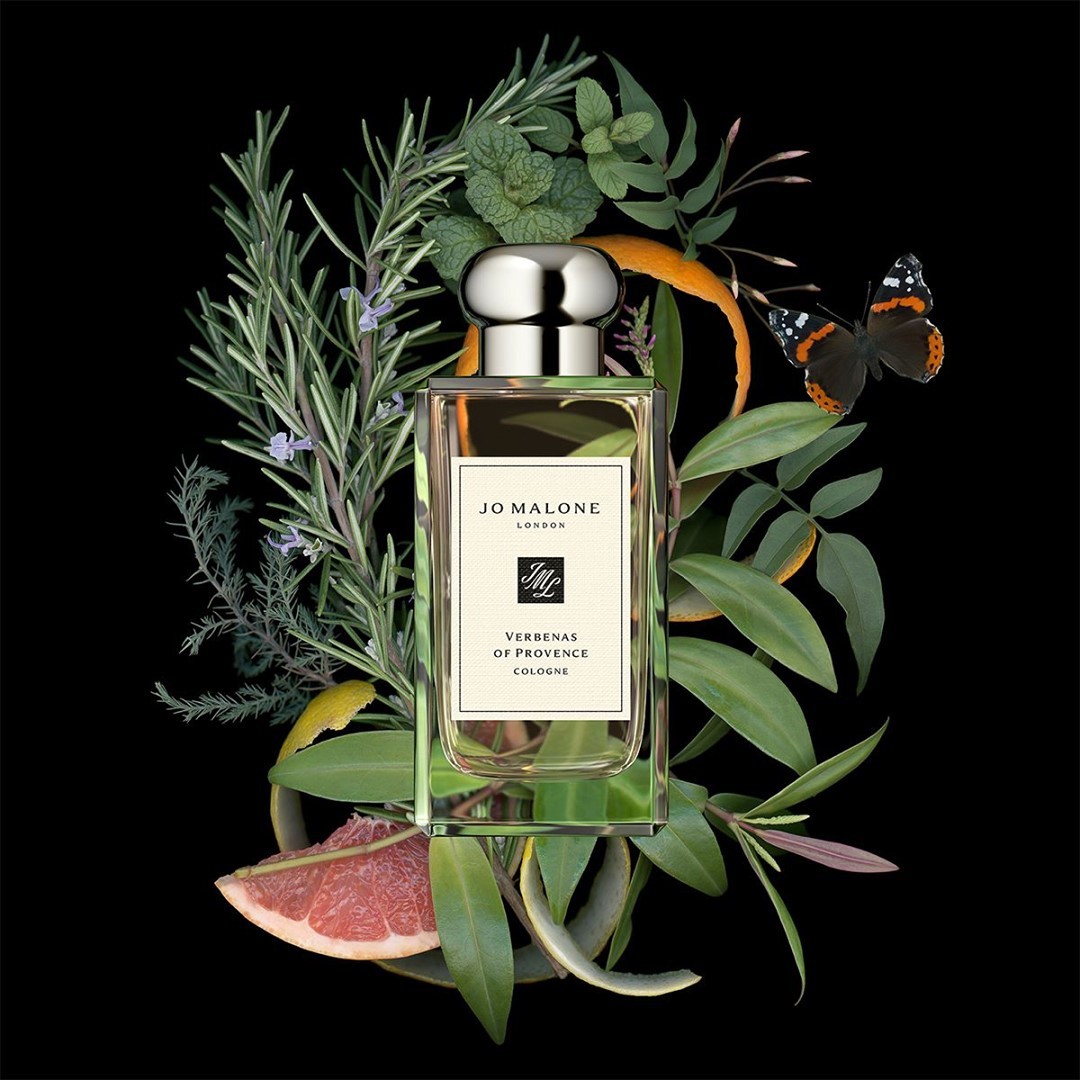 JO MALONE
LONDON
JML
VERBENAS
OF PROVENCE
COLOGNE